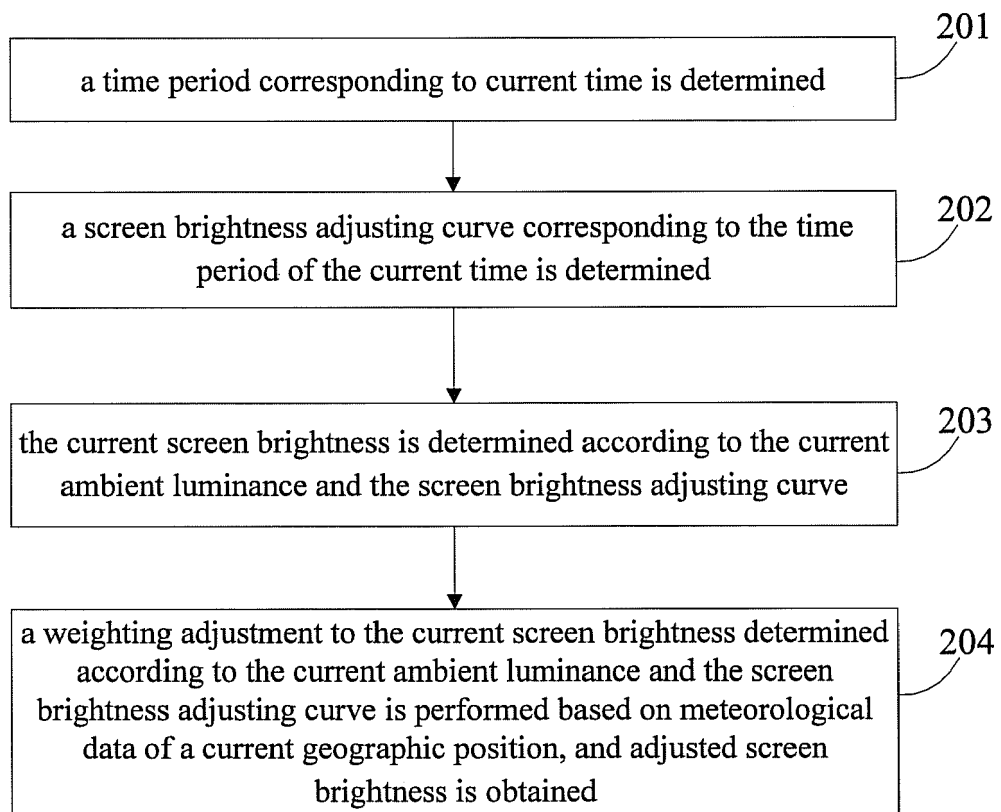 201
a time period corresponding to current time is determined
202
a screen brightness adjusting curve corresponding to the time
period of the current time is determined
203
the current screen brightness is determined according to the current
ambient luminance and the screen brightness adjusting curve
204
a weighting adjustment to the current screen brightness determined
according to the current ambient luminance and the screen
brightness adjusting curve is performed based on meteorological
data of a current geographic position, and adjusted screen
brightness is obtained